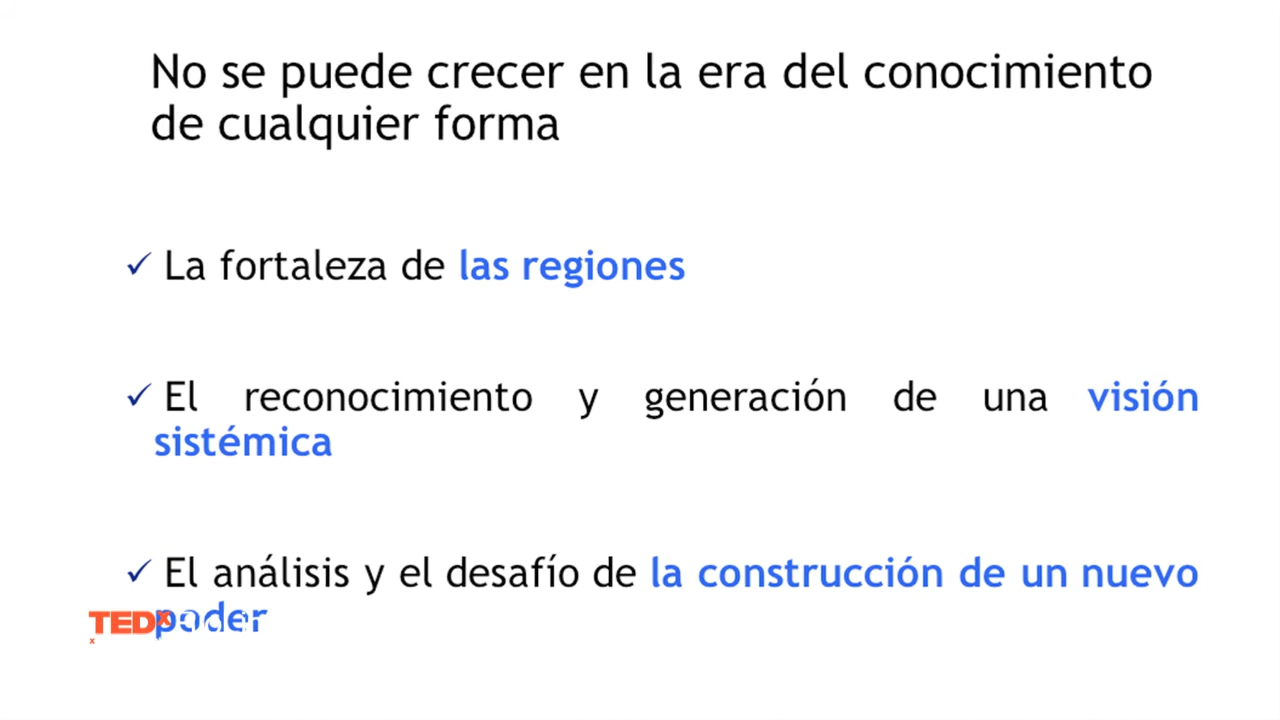 No se puede crecer en la era del conocimiento
de cualquier forma
La fortaleza de las regiones
El reconocimiento y generación de una visión
sistémica
El análisis y el desafío de la construcción de un nuevo
poder
TEDx